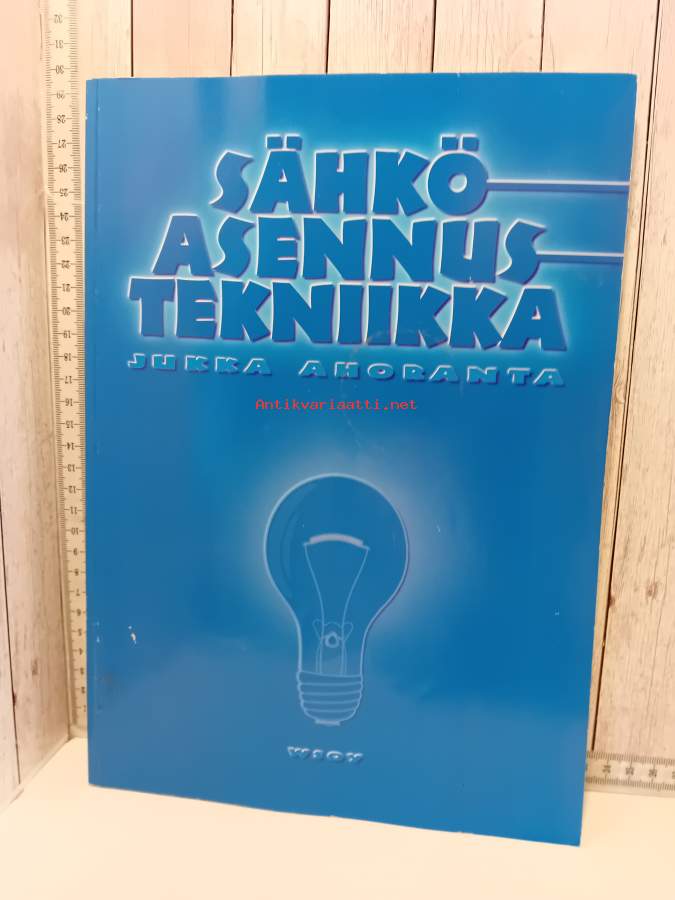 SÄHKÖ
ASENNUS
TEKNIIKKA
JUKKA AHORANTA
Antikvariaatti.net
WSOY